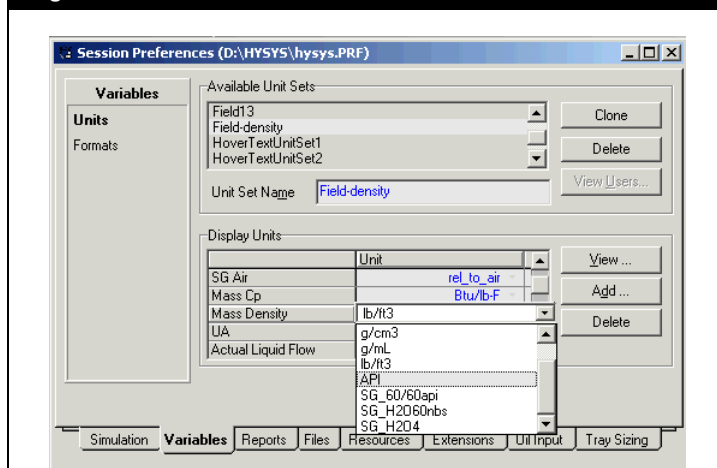 Session Preferences (D:\HYSYS\hysys.PRF)
Variables
Units
Formats
Available Unit Sets
Field13
Field-density
HoverTextUnitSet1
HoverTextUnitSet2
Unit Set Name Field-density
Clone
Delete
View Users...
Display Units
Unit
SG Air rel_to_air
Mass Cp Btu/lb-F
Mass Density lb/ft3
UA
Actual Liquid Flow
g/cm3
g/mL
lb/ft3
API
SG_60/60api
SG_H2O60nbs
SG_H2O4
View ...
Add ...
Delete
Simulation Variables Reports Files Resources Extensions Oil Input Tray Sizing